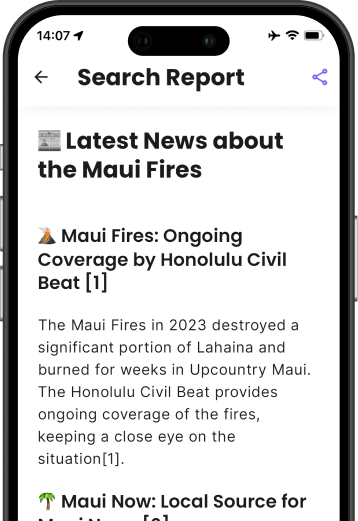 14:07
Search Report
Latest News about
the Maui Fires
Maui Fires: Ongoing
Coverage by Honolulu Civil
Beat [1]
The Maui Fires in 2023 destroyed a
significant portion of Lahaina and
burned for weeks in Upcountry Maui.
The Honolulu Civil Beat provides
ongoing coverage of the fires,
keeping a close eye on the
situation[1].
Maui Now: Local Source for